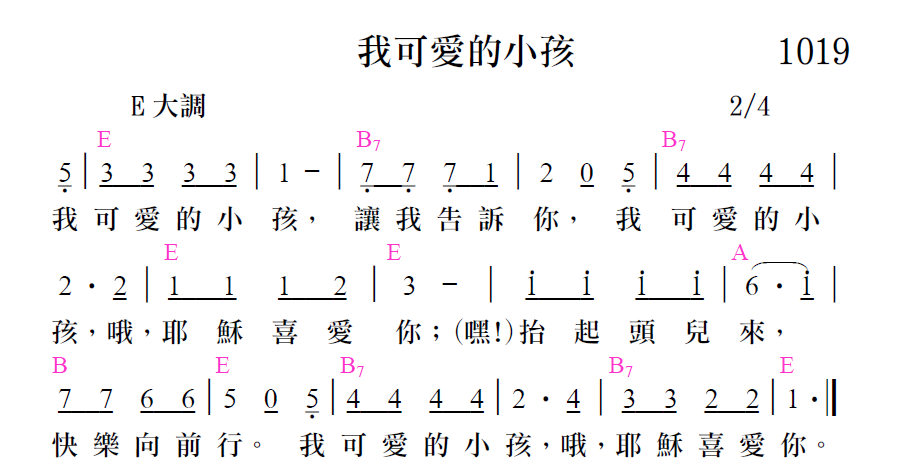 我可愛的小孩 1019
E 大調 2/4
E B7 B7
5̣ | 3 3 3 3 | 1 – | 7̣ 7̣ 7̣ 1 | 2 0 5̣ | 4 4 4 4 |
我可愛的小孩，讓我告訴你，我可愛的小
E E A
2 · 2 | 1 1 1 2 | 3 – | i i i i | 6 · i |
孩，哦，耶穌喜愛你；(嘿!)抬起頭兒來，
B E B7 B7 E
7 7 6 6 | 5 0 5̣ | 4 4 4 4 | 2 · 4 | 3 3 2 2 | 1 · ||
快樂向前行。我可愛的小孩，哦，耶穌喜愛你。